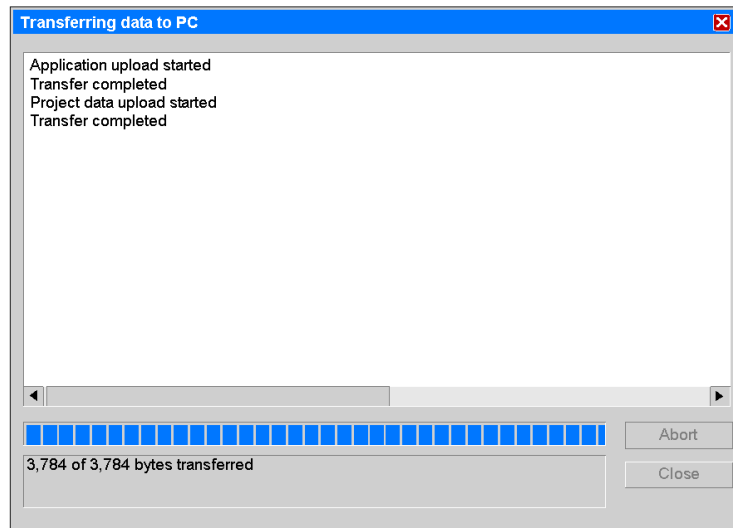 Transferring data to PC
Application upload started
Transfer completed
Project data upload started
Transfer completed
Abort
3,784 of 3,784 bytes transferred
Close